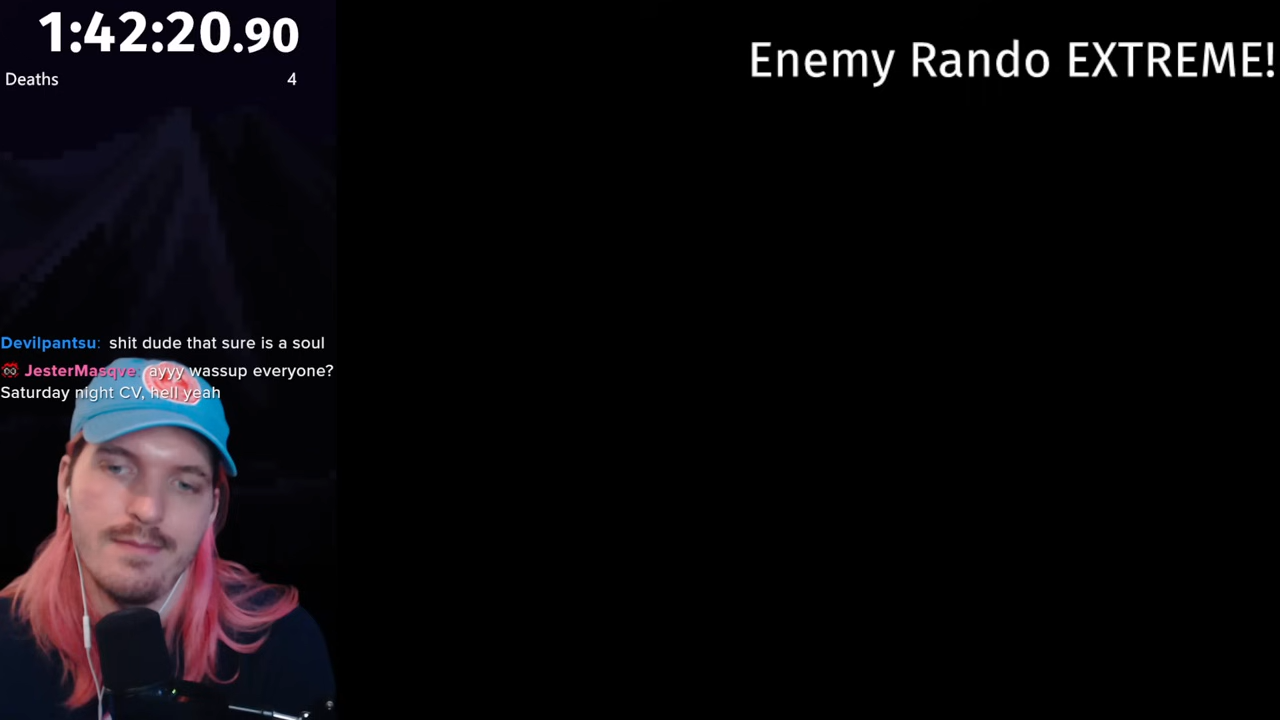 1:42:20.90
Deaths 4
Enemy Rando EXTREME!
Devilpantsu: shit dude that sure is a soul
JesterMasqve: ayyy wassup everyone?
Saturday night CV, hell yeah